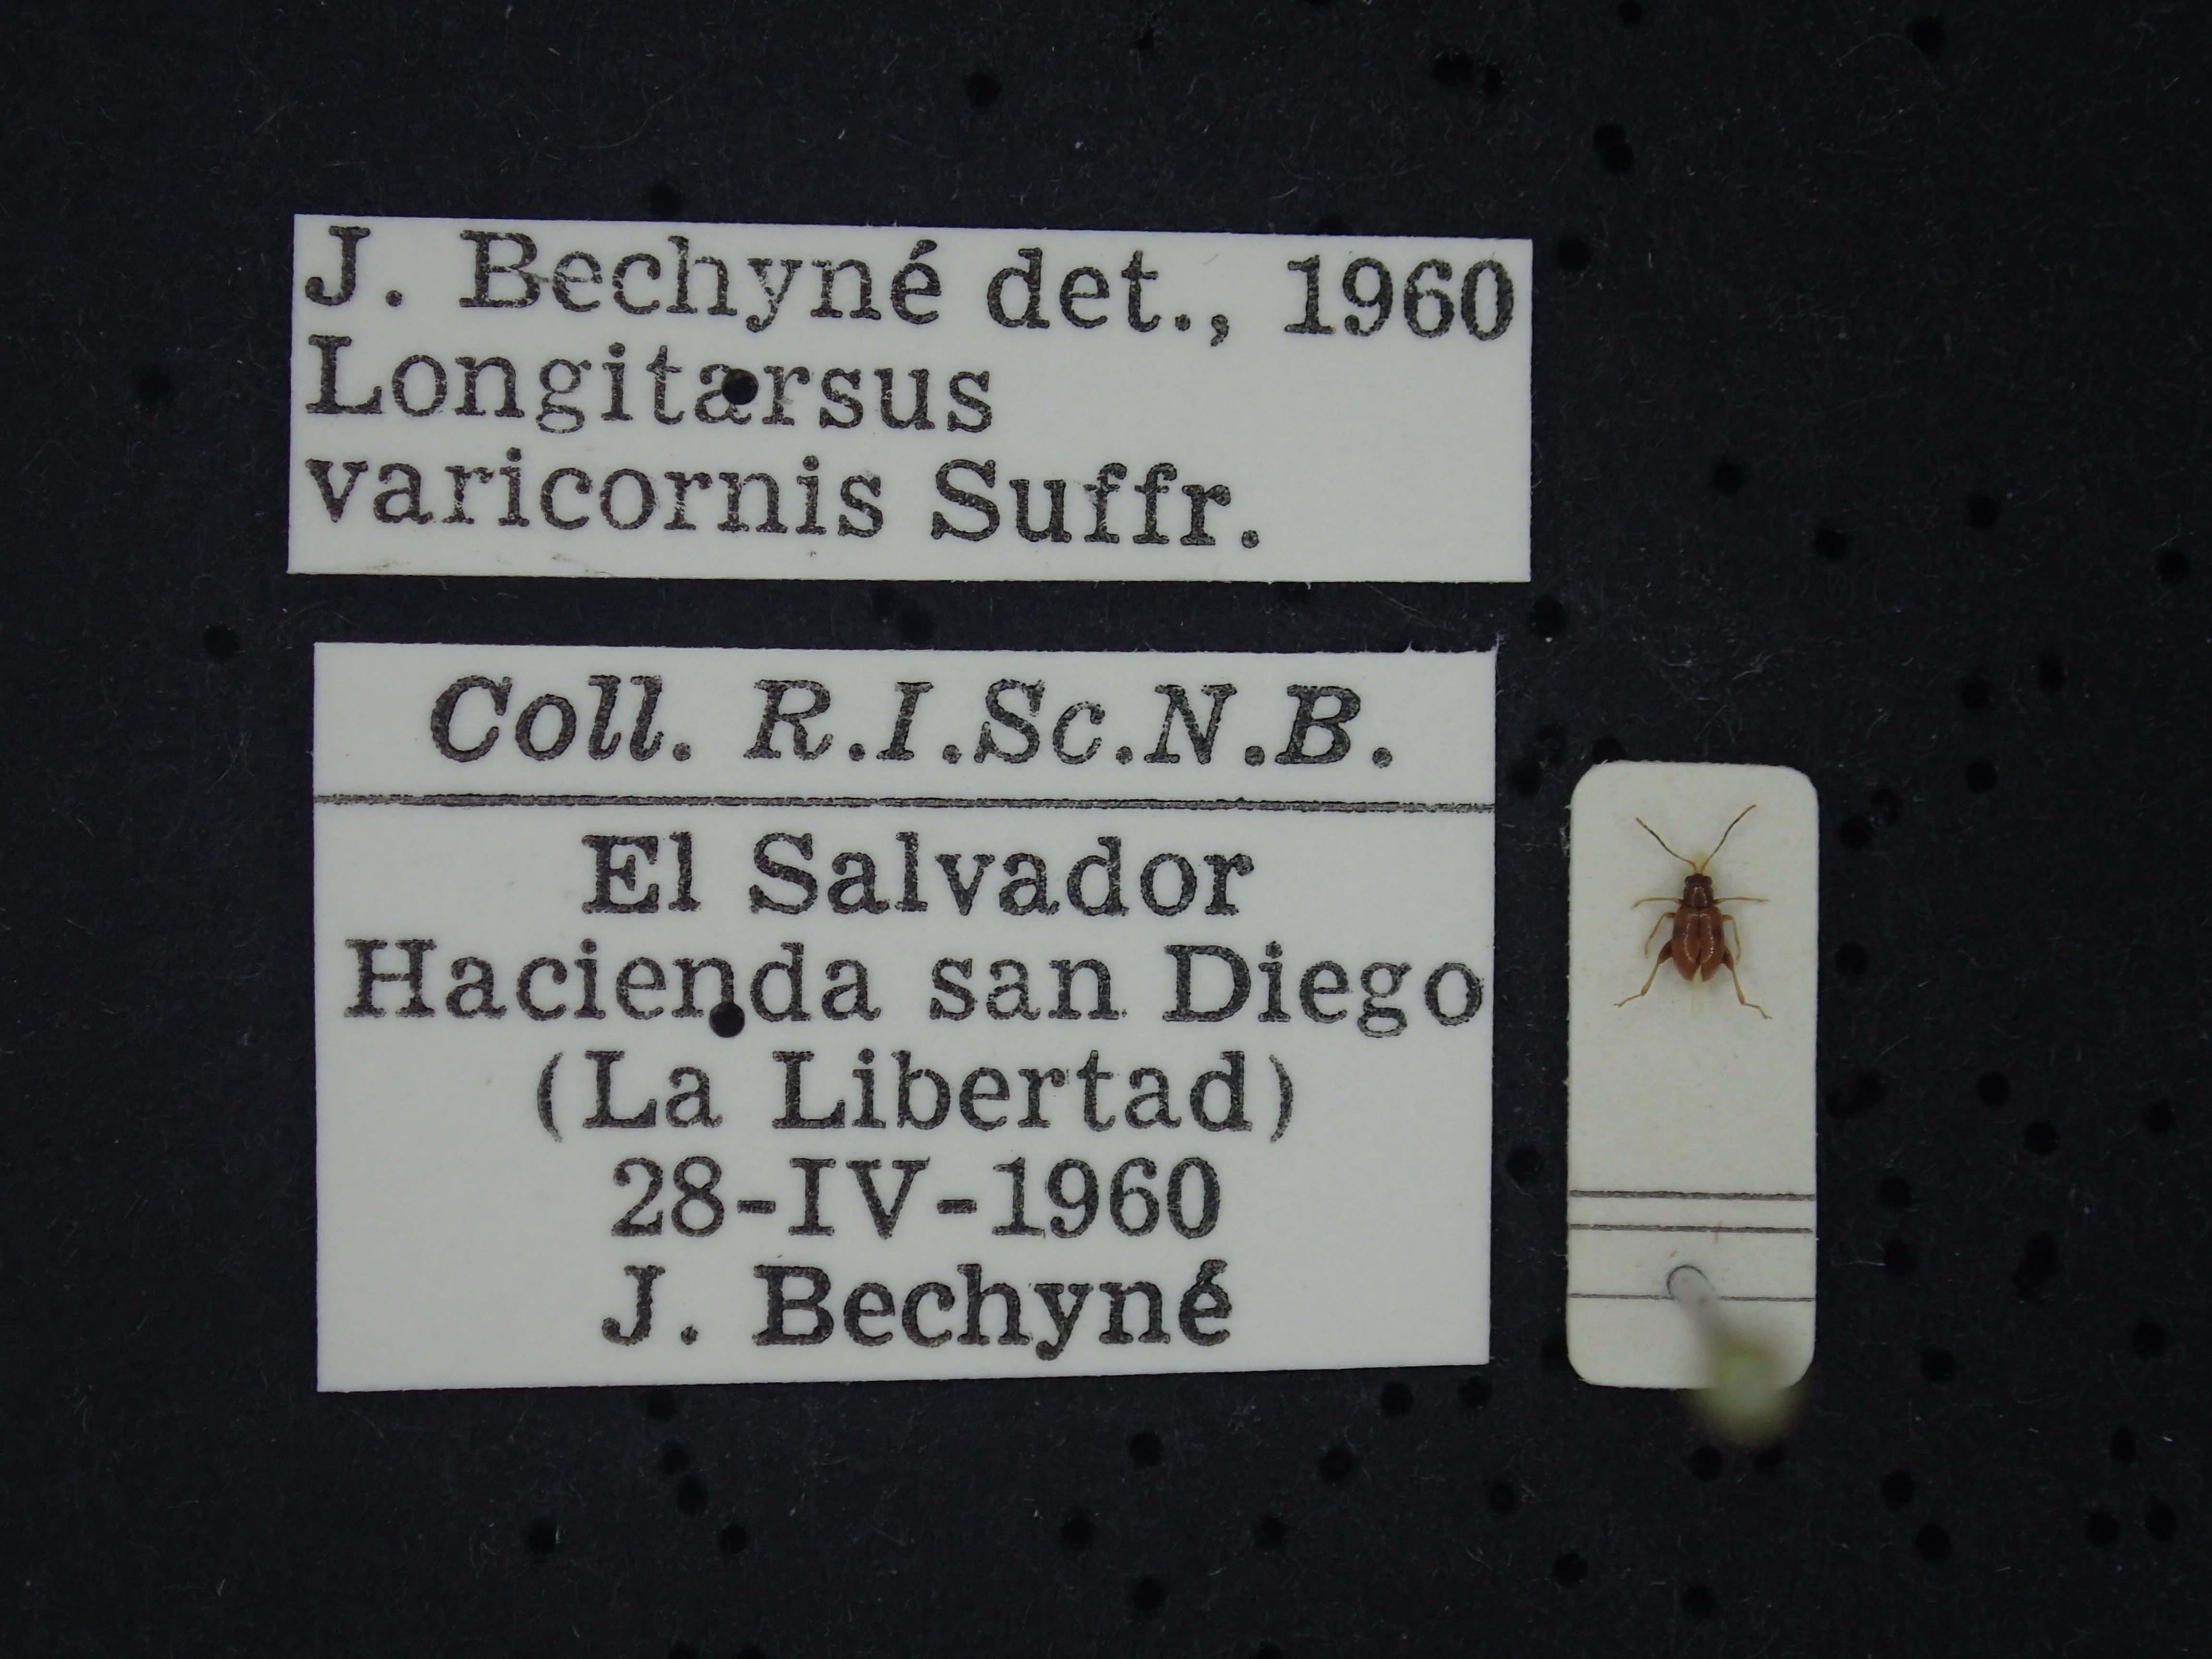 J. Bechyné det., 1960
Longitarsus
varicornis Suffr.
Coll. R.I.Sc.N.B.
El Salvador
Hacienda san Diego
(La Libertad)
28-IV-1960
J. Bechyné